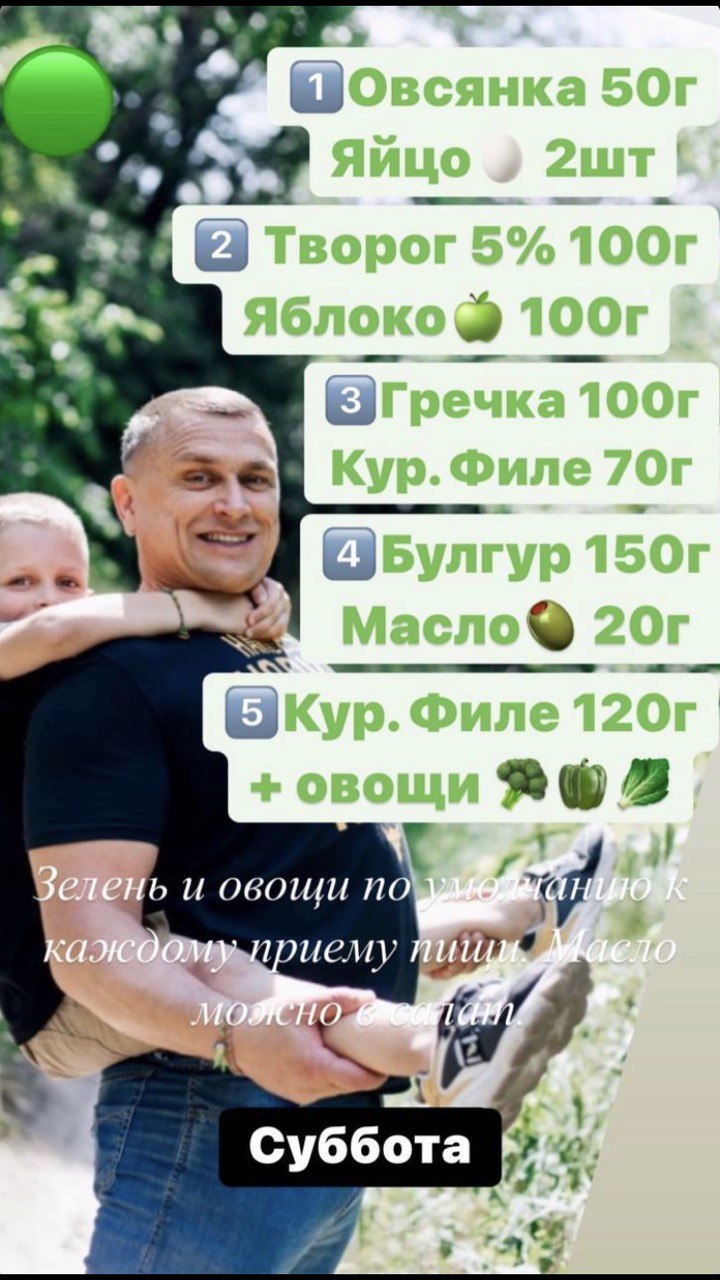 1️⃣Овсянка 50г
Яйцо🥚 2шт
2️⃣ Творог 5% 100г
Яблоко🍏 100г
3️⃣Гречка 100г
Кур. Филе 70г
4️⃣Булгур 150г
Масло🫒 20г
5️⃣Кур. Филе 120г
+ овощи 🥦🫑🥬
Зелень и овощи по умолчанию к
каждому приему пищи. Масло
можно в салат.
Суббота